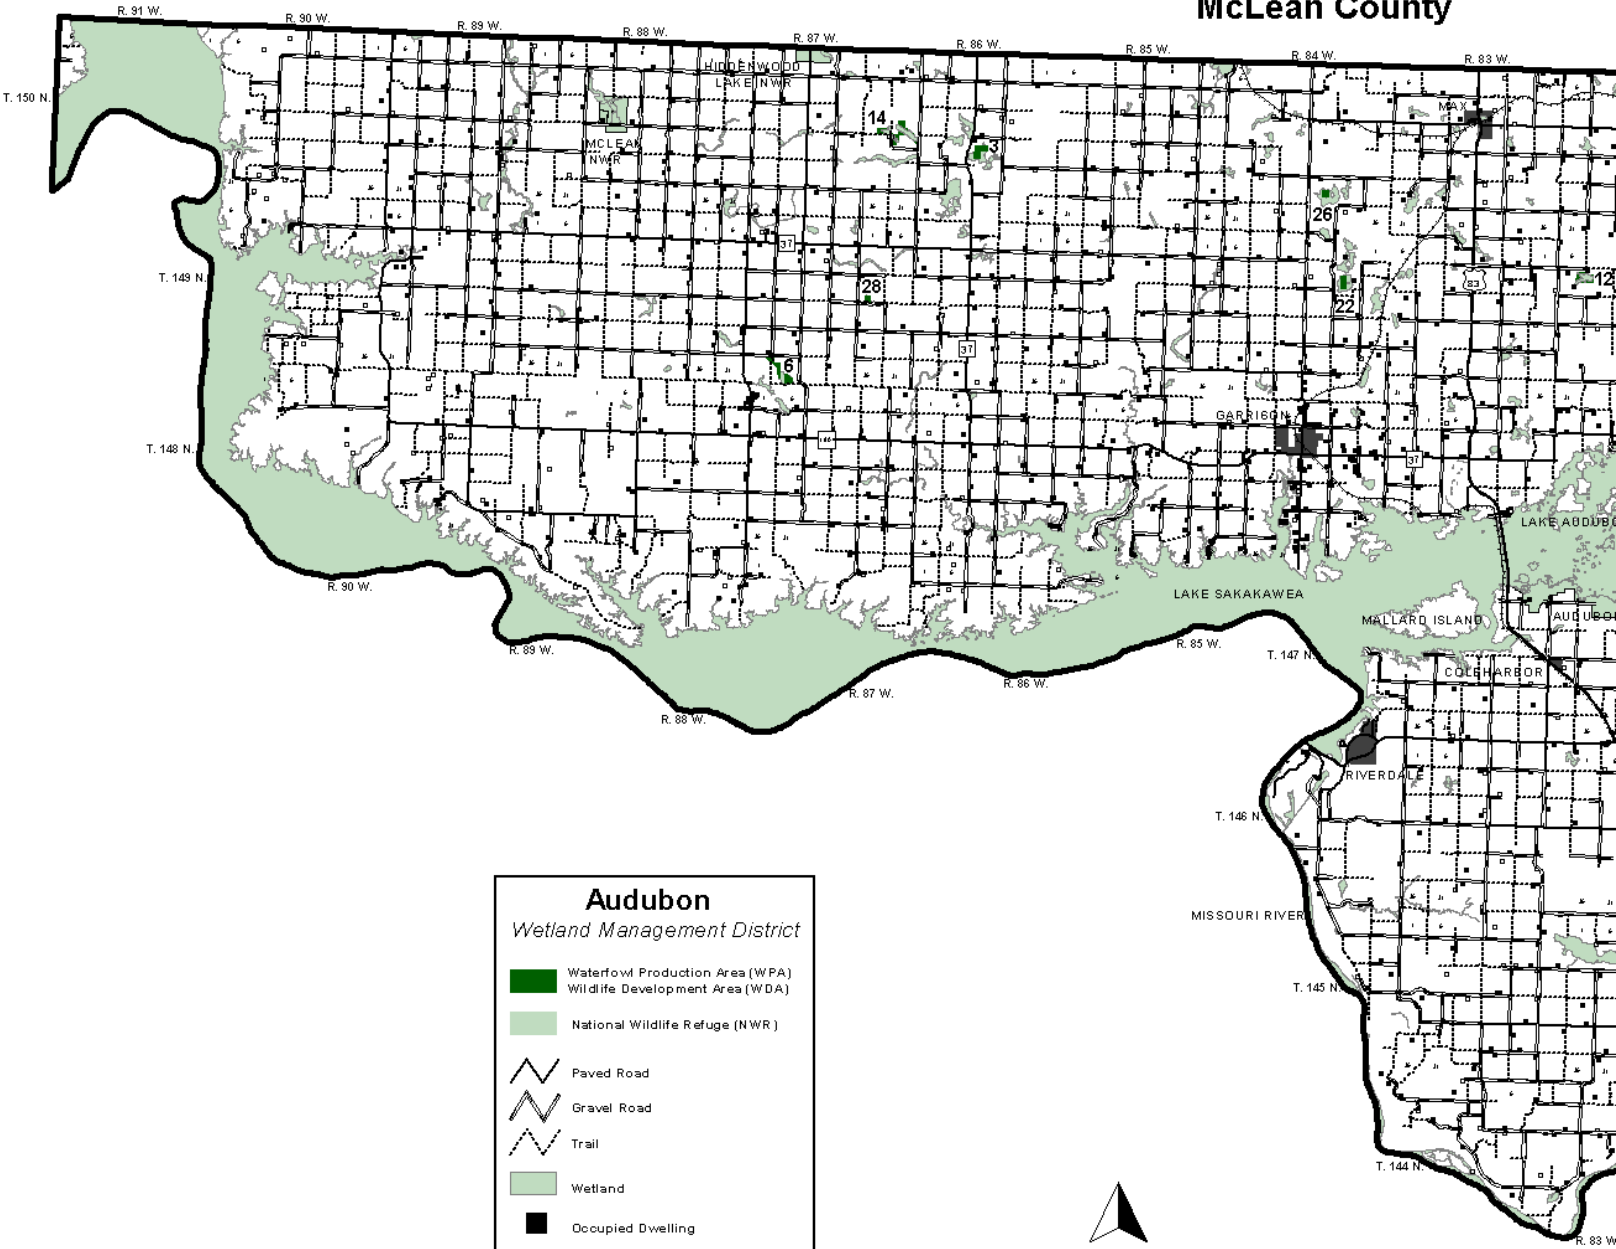 McLean County
R. 91 W.
R. 90 W.
R. 89 W.
R. 88 W.
R. 87 W.
R. 86 W.
R. 85 W.
R. 84 W.
R. 83 W.
HIDDENWOOD
LAKE NWR
T. 150 N.
MAX
14
MCLEAN
NWR
3
26
37
T. 149 N.
28
22
83
12
37
6
GARRISON
148
T. 148 N.
37
LAKE AUDUBO
R. 90 W.
LAKE SAKAKAWEA
MALLARD ISLAND
AUDUBO
R. 89 W.
R. 85 W.
T. 147 N.
COLEHARBOR
R. 86 W.
R. 87 W.
R. 88 W.
RIVERDALE
T. 146 N.
MISSOURI RIVER
T. 145 N.
T. 144 N.
R. 83 W
Audubon
Wetland Management District
Waterfowl Production Area (WPA)
Wildlife Development Area (WDA)
National Wildlife Refuge (NWR)
Paved Road
Gravel Road
Trail
Wetland
Occupied Dwelling